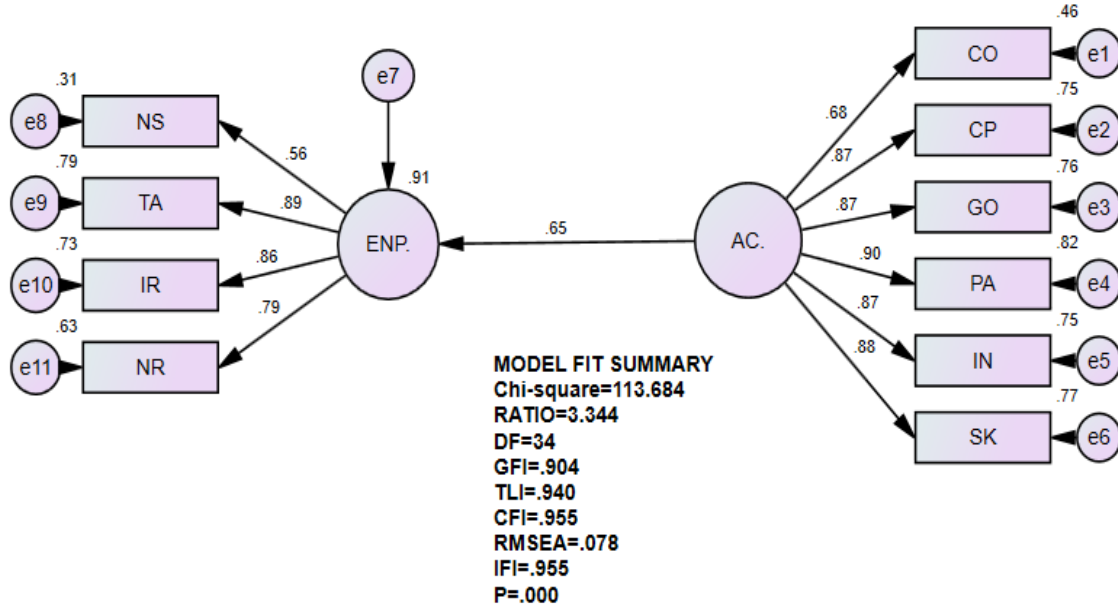 .46
CO
e1
.75
CP
e2
.76
GO
e3
.82
PA
e4
.75
IN
e5
.77
SK
e6
.68
.87
.87
.90
.87
.88
AC.
.65
e7
.91
ENP.
.31
e8
NS
.79
e9
TA
.73
e10
IR
.63
e11
NR
.56
.89
.86
.79
MODEL FIT SUMMARY
Chi-square=113.684
RATIO=3.344
DF=34
GFI=.904
TLI=.940
CFI=.955
RMSEA=.078
IFI=.955
P=.000